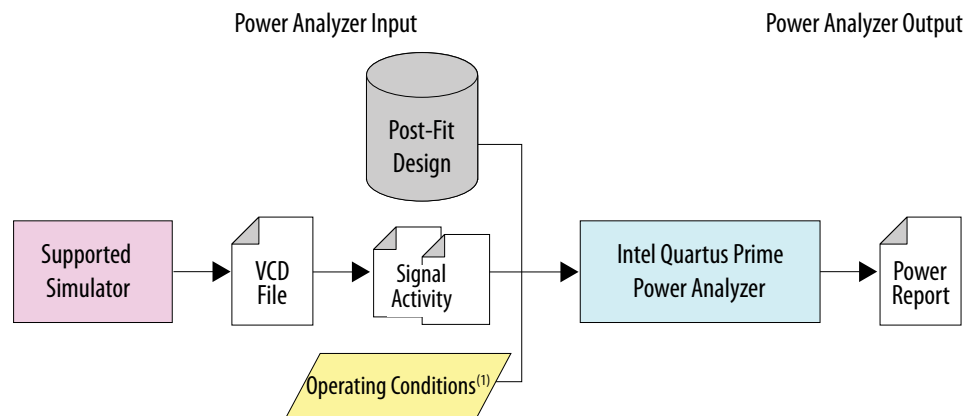 Power Analyzer Input
Power Analyzer Output
Post-Fit
Design
Supported
Simulator
VCD
File
Signal
Activity
Intel Quartus Prime
Power Analyzer
Power
Report
Operating Conditions(1)